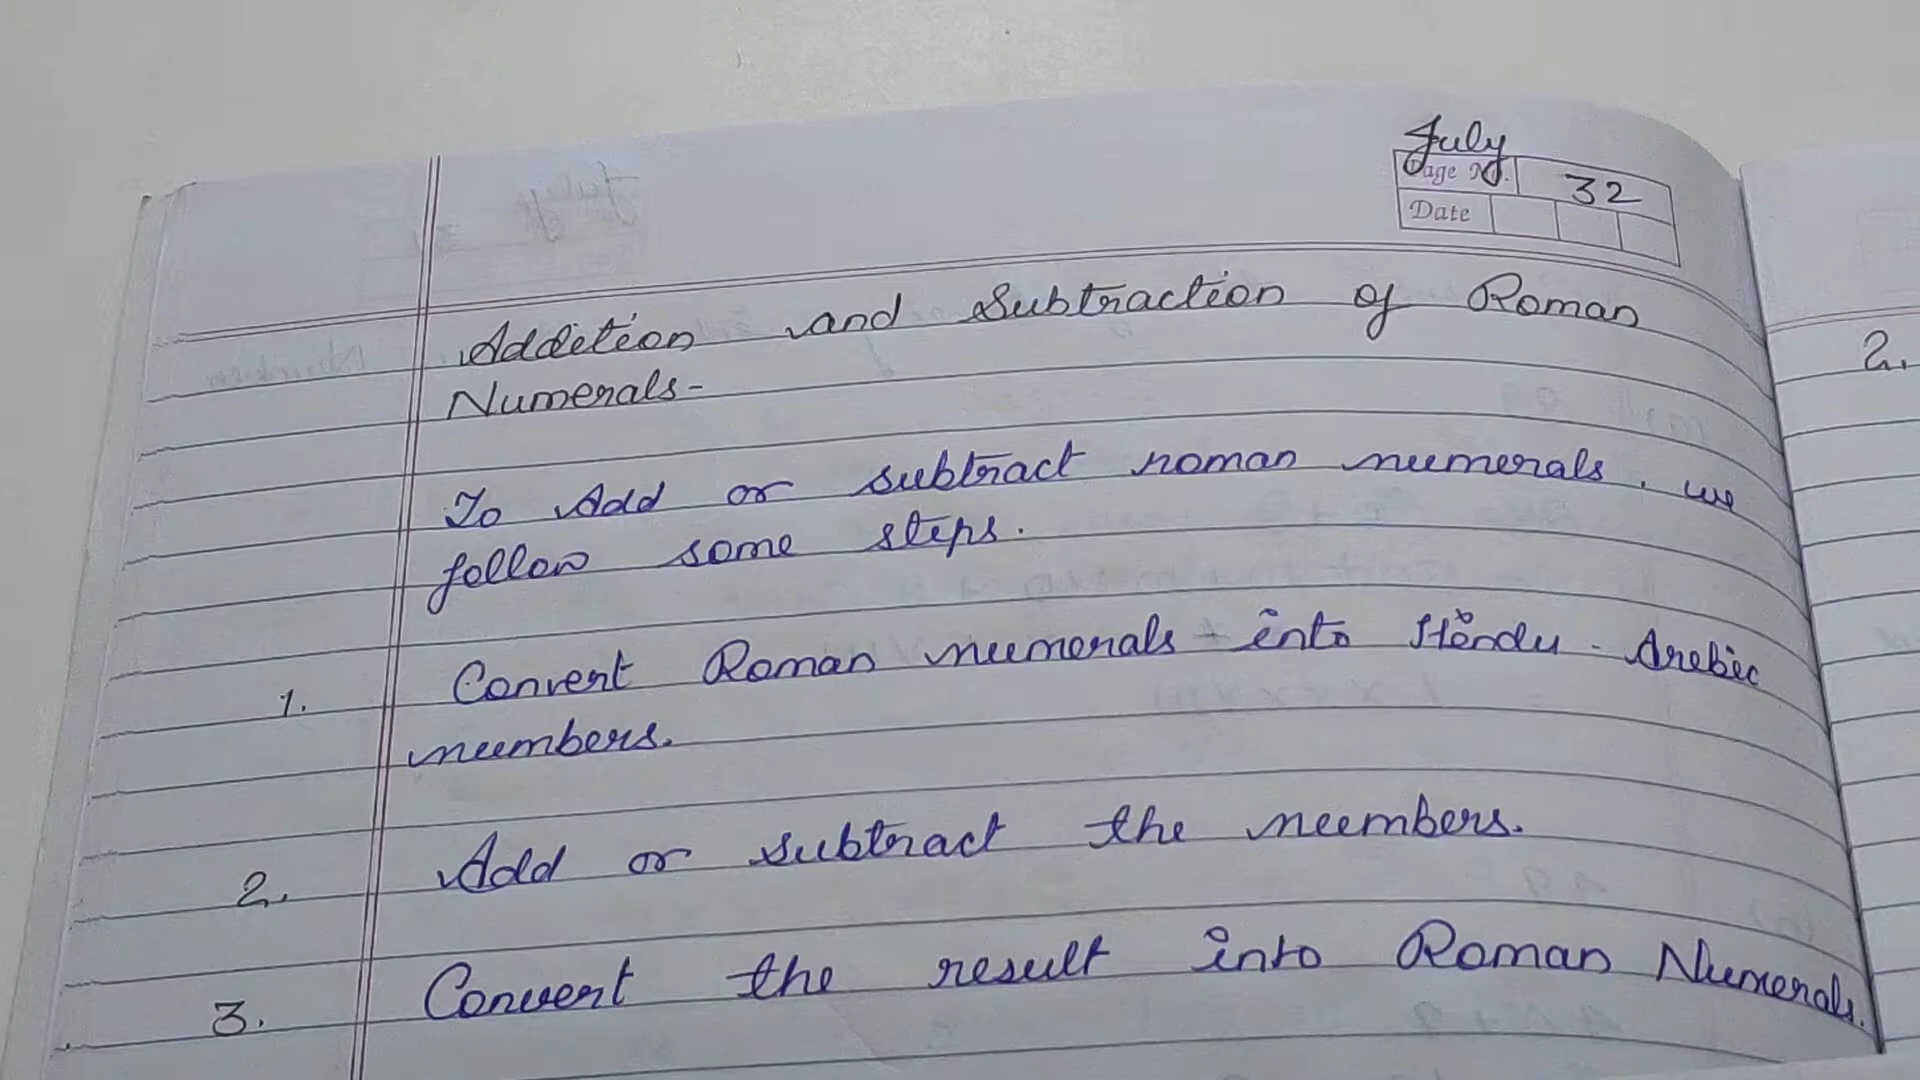 July
Page No. 32
Date
Addition and Subtraction of Roman
Numerals-
To Add or subtract roman numerals, we
follow some steps.
1. Convert Roman numerals into Hindu - Arebic
numbers.
2. Add or subtract the numbers.
3. Convert the result into Roman Numerals.
2.